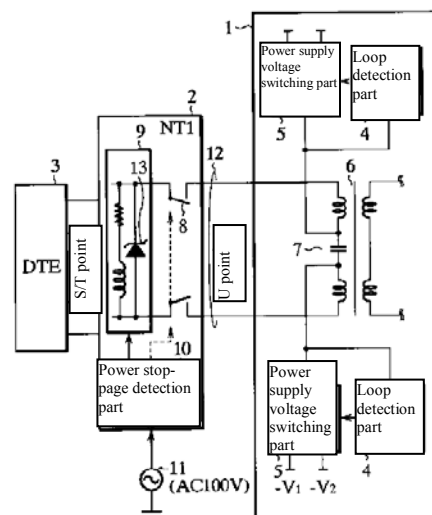 1
Power supply
voltage
switching part
Loop
detection
part
5
4
2
NT1
9
13
12
6
3
8
7
DTE
S/T point
U point
10
Power stop-
page detection
part
Power
supply
voltage
switching
part
Loop
detection
part
11
(AC100V)
5
-V1
-V2
4